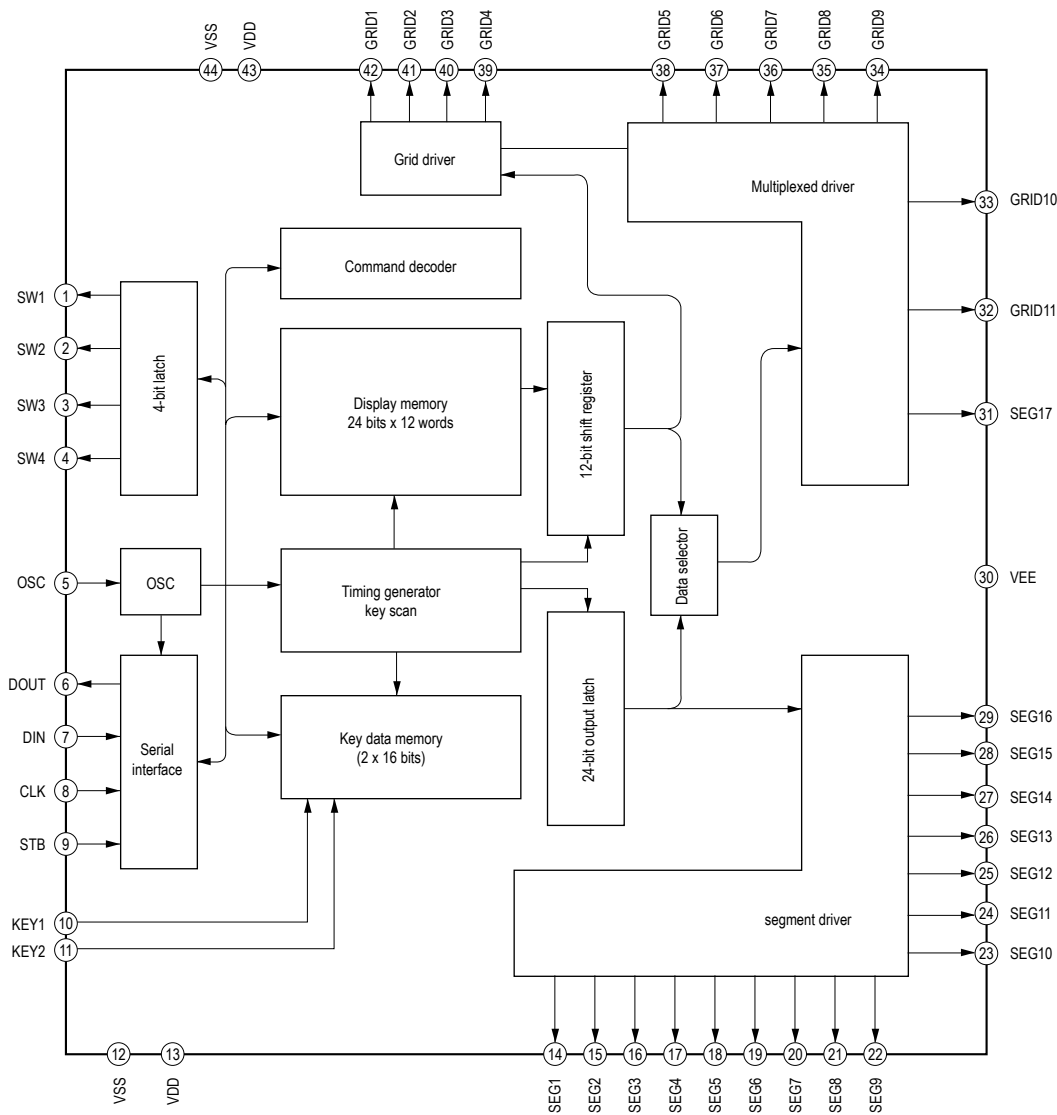 VSS
VDD
GRID1
GRID2
GRID3
GRID4
GRID5
GRID6
GRID7
GRID8
GRID9
44
43
42
41
40
39
38
37
36
35
34
Grid driver
Multiplexed driver
33
GRID10
Command decoder
SW1
1
SW2
2
SW3
3
SW4
4
4-bit latch
Display memory
24 bits x 12 words
12-bit shift register
32
GRID11
31
SEG17
OSC
5
OSC
Timing generator
key scan
Data selector
30
VEE
DOUT
6
DIN
7
CLK
8
STB
9
Serial
interface
Key data memory
(2 x 16 bits)
24-bit output latch
29
SEG16
28
SEG15
27
SEG14
26
SEG13
25
SEG12
24
SEG11
23
SEG10
KEY1
10
KEY2
11
segment driver
12
13
14
15
16
17
18
19
20
21
22
VSS
VDD
SEG1
SEG2
SEG3
SEG4
SEG5
SEG6
SEG7
SEG8
SEG9